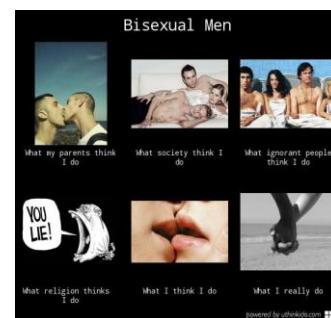 Bisexual Men
What my parents think
I do
What society think I
do
What ignorant people
think I do
YOU
LIE!
What religion thinks
I do
What I think I do
What I really do
powered by uthinkido.com